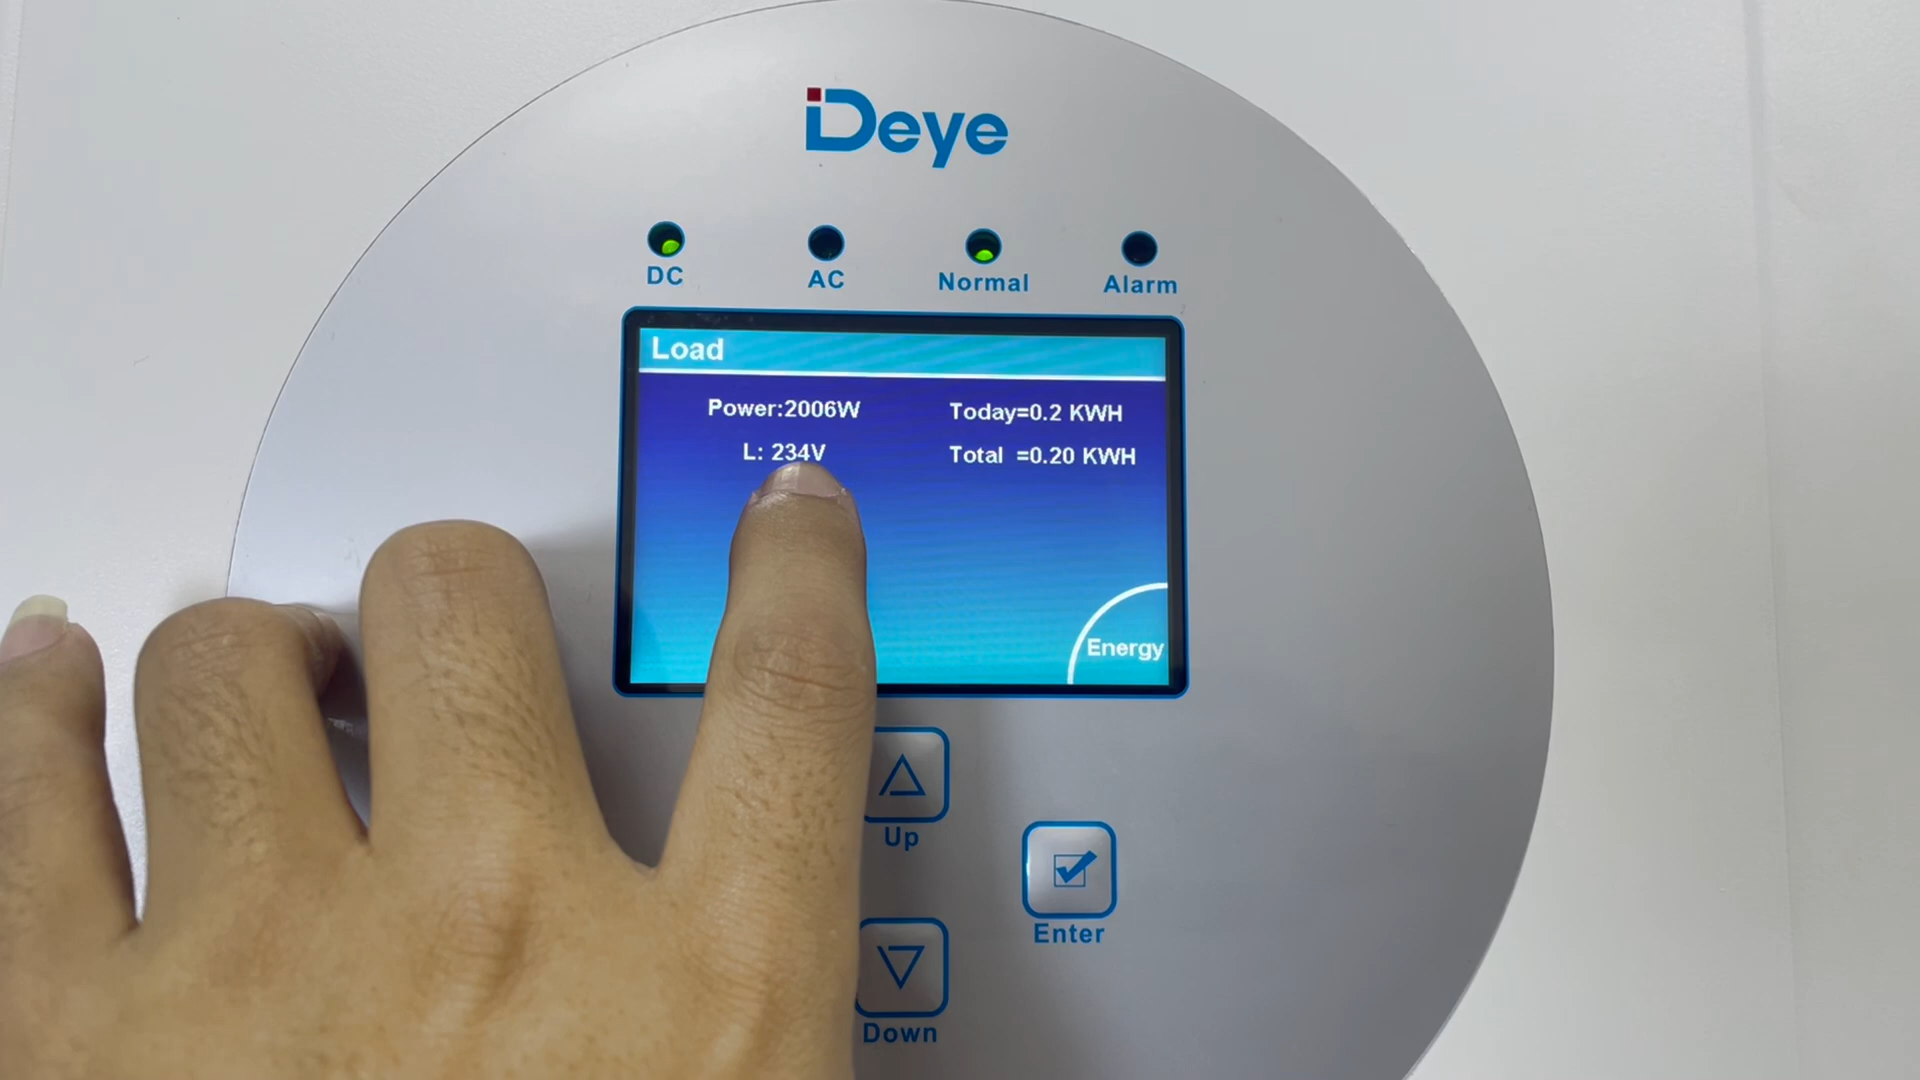 Deye
DC AC Normal Alarm
Load
Power:2006W Today=0.2 KWH
L: 234V Total =0.20 KWH
Energy
Up
Enter
Down